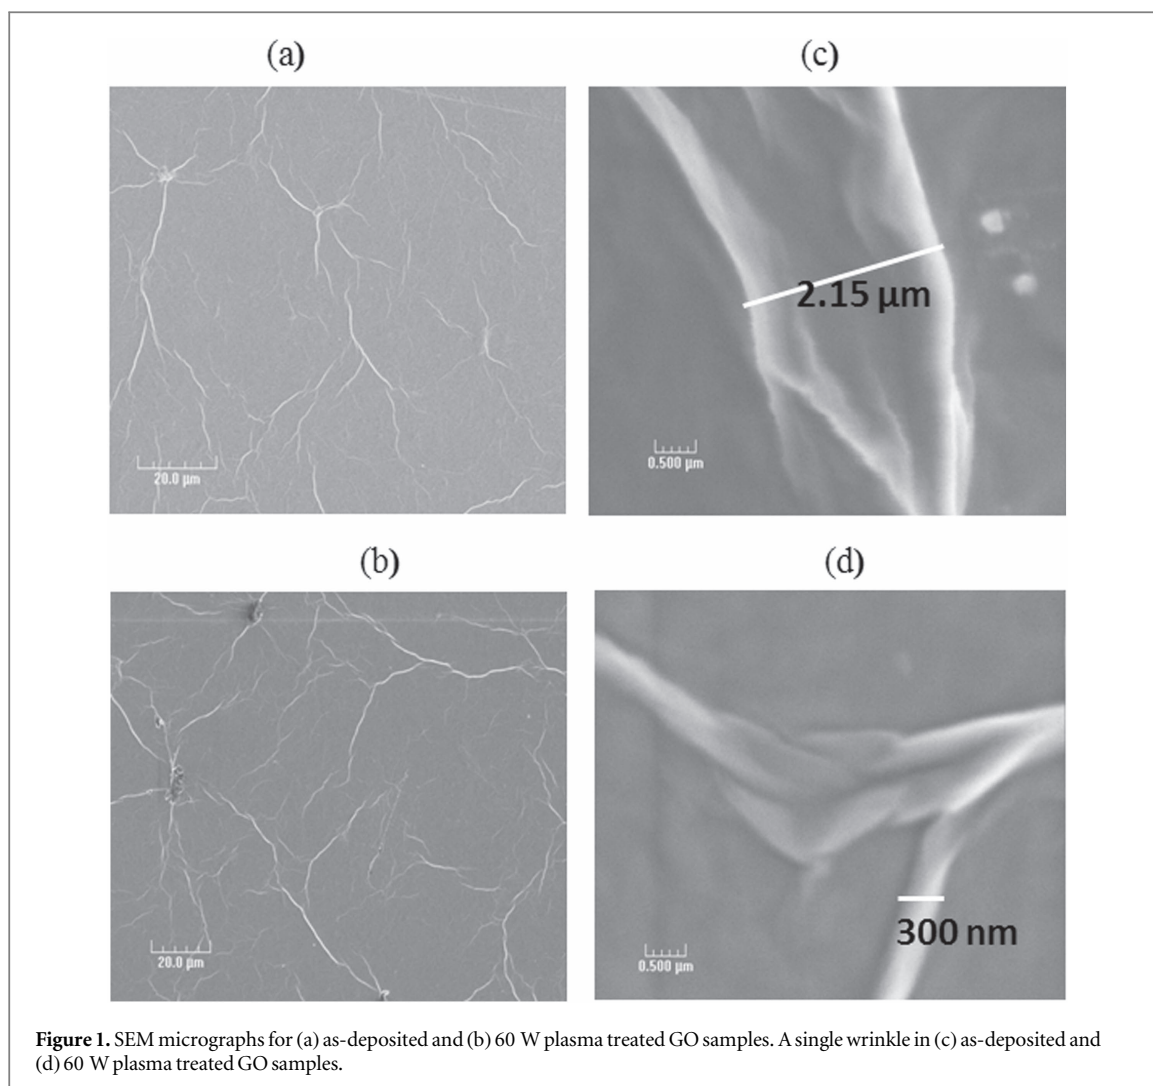 (a)
(c)
2.15 μm
0.500 μm
20.0 μm
(b)
(d)
300 nm
0.500 μm
20.0 μm
Figure 1. SEM micrographs for (a) as-deposited and (b) 60 W plasma treated GO samples. A single wrinkle in (c) as-deposited and
(d) 60 W plasma treated GO samples.